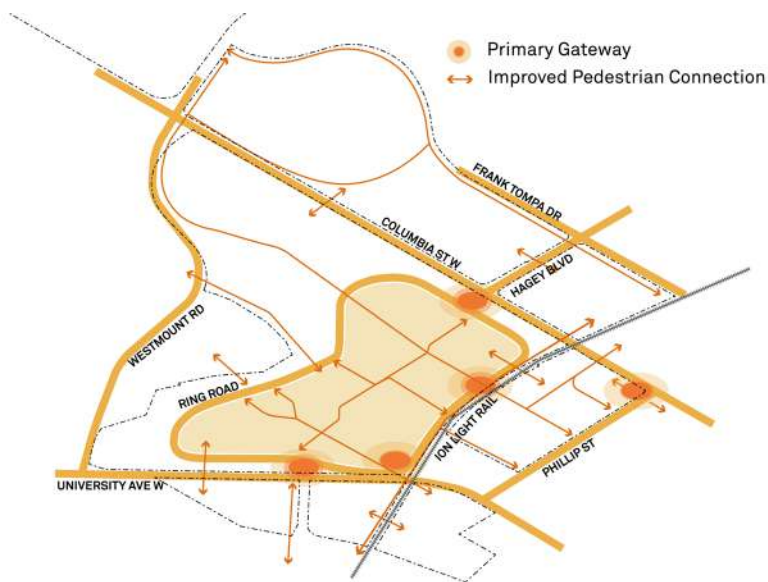 Primary Gateway
Improved Pedestrian Connection
FRANK TOMPA DR
COLUMBIA ST W
HAGEY BLVD
WESTMOUNT RD
RING ROAD
ION LIGHT RAIL
PHILLIP ST
UNIVERSITY AVE W